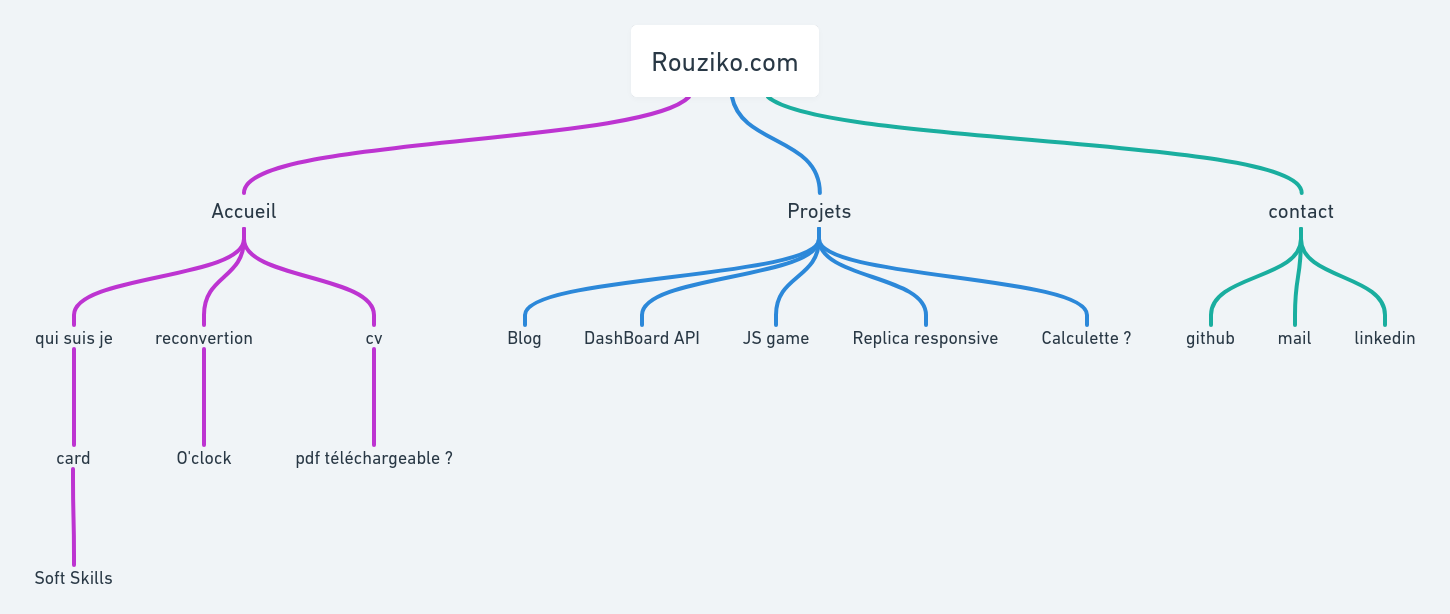 Rouziko.com
Accueil
Projets
contact
qui suis je
reconvertion
cv
Blog
DashBoard API
JS game
Replica responsive
Calculette ?
github
mail
linkedin
card
O'clock
pdf téléchargeable ?
Soft Skills